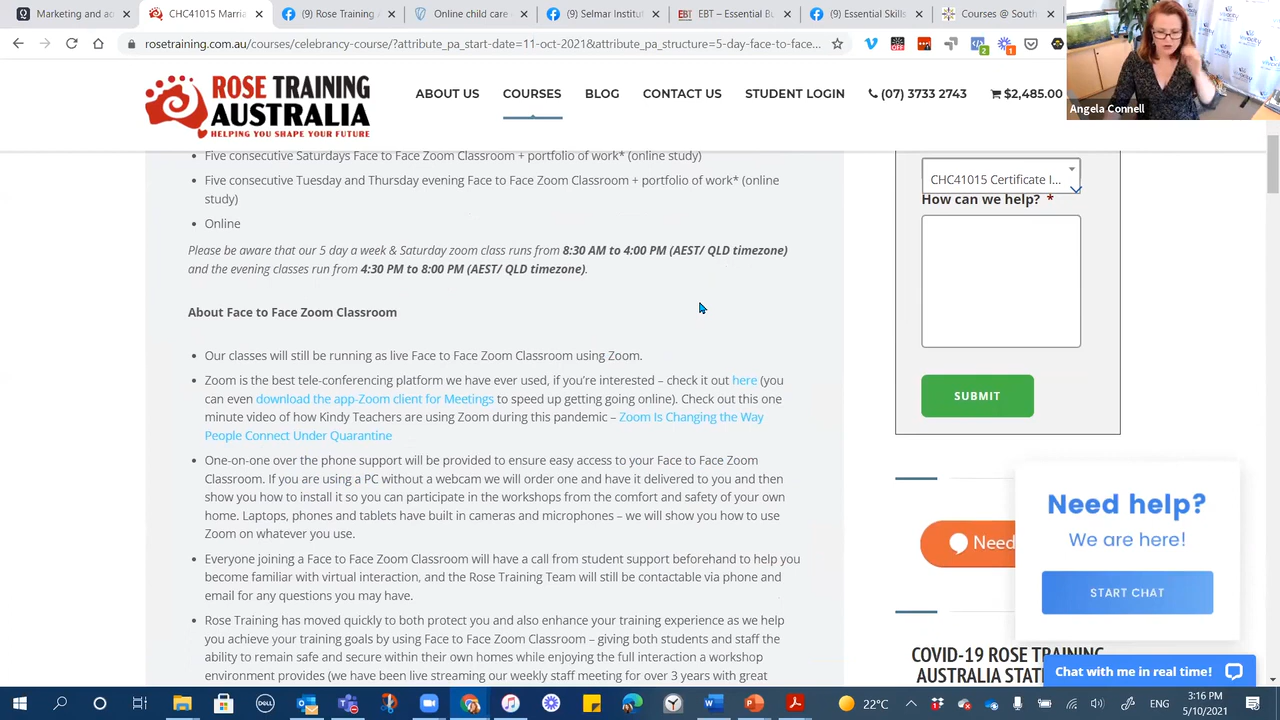 Marketing and ac
CHC41015 Marria
(9) Rose Training A
Online child care c
(9) Selmar Institut
EBT
EBT – Essential Bu
(9) Essential Skills
Courses @ South
rosetraining.com.au/courses/celebrancy-course/?attribute_pa_start-date=11-oct-2021&attribute_pa_structure=5-day-face-to-face...
OFF
2
1
Angela Connell
ROSE TRAINING
AUSTRALIA
HELPING YOU SHAPE YOUR FUTURE
ABOUT US COURSES BLOG CONTACT US STUDENT LOGIN (07) 3733 2743 $2,485.00
Five consecutive Saturdays Face to Face Zoom Classroom + portfolio of work* (online study)
Five consecutive Tuesday and Thursday evening Face to Face Zoom Classroom + portfolio of work* (online
study)
Online
Please be aware that our 5 day a week & Saturday zoom class runs from 8:30 AM to 4:00 PM (AEST/ QLD timezone)
and the evening classes run from 4:30 PM to 8:00 PM (AEST/ QLD timezone).
About Face to Face Zoom Classroom
Our classes will still be running as live Face to Face Zoom Classroom using Zoom.
Zoom is the best tele-conferencing platform we have ever used, if you're interested – check it out here (you
can even download the app-Zoom client for Meetings to speed up getting going online). Check out this one
minute video of how Kindy Teachers are using Zoom during this pandemic – Zoom Is Changing the Way
People Connect Under Quarantine
One-on-one over the phone support will be provided to ensure easy access to your Face to Face Zoom
Classroom. If you are using a PC without a webcam we will order one and have it delivered to you and then
show you how to install it so you can participate in the workshops from the comfort and safety of your own
home. Laptops, phones and tablets have built in cameras and microphones – we will show you how to use
Zoom on whatever you use.
Everyone joining a Face to Face Zoom Classroom will have a call from student support beforehand to help you
become familiar with virtual interaction, and the Rose Training Team will still be contactable via phone and
email for any questions you may have.
Rose Training has moved quickly to both protect you and also enhance your training experience as we help
you achieve your training goals by using Face to Face Zoom Classroom – giving both students and staff the
ability to remain safe and secure within their own homes while enjoying the full interaction a workshop
environment provides (we have been live streaming our weekly staff meeting for over 3 years with great
CHC41015 Certificate I...
How can we help? *
SUBMIT
Need
Need help?
We are here!
START CHAT
COVID-19 ROSE TRAINING
AUSTRALIA STAT
Chat with me in real time!
DELL
22°C
ENG
3:16 PM
5/10/2021